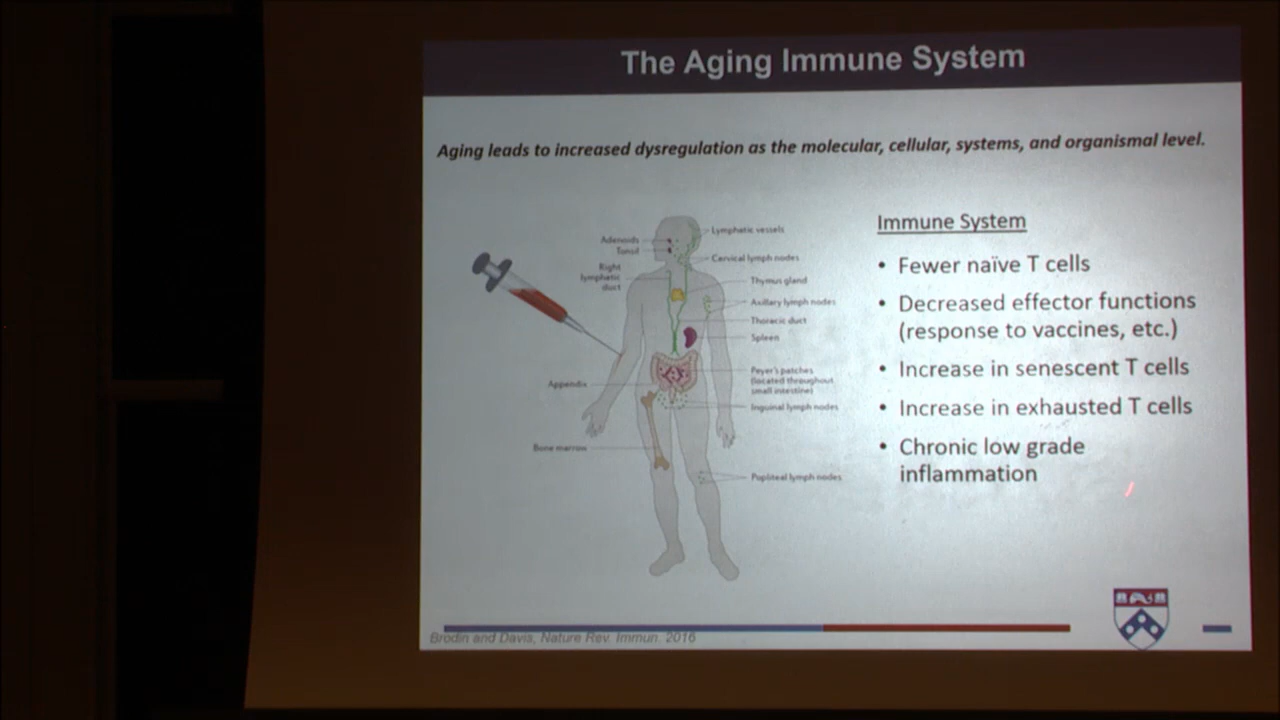 The Aging Immune System
Aging leads to increased dysregulation as the molecular, cellular, systems, and organismal level.
Adenoids
Tonsil
Right
lymphatic
duct
Appendix
Bone marrow
Lymphatic vessels
Cervical lymph nodes
Thymus gland
Axillary lymph nodes
Thoracic duct
Spleen
Peyer's patches
(located throughout
small intestine)
Inguinal lymph nodes
Popliteal lymph nodes
Immune System
• Fewer naïve T cells
• Decreased effector functions
(response to vaccines, etc.)
• Increase in senescent T cells
• Increase in exhausted T cells
• Chronic low grade
inflammation
Brodin and Davis, Nature Rev. Immun. 2016